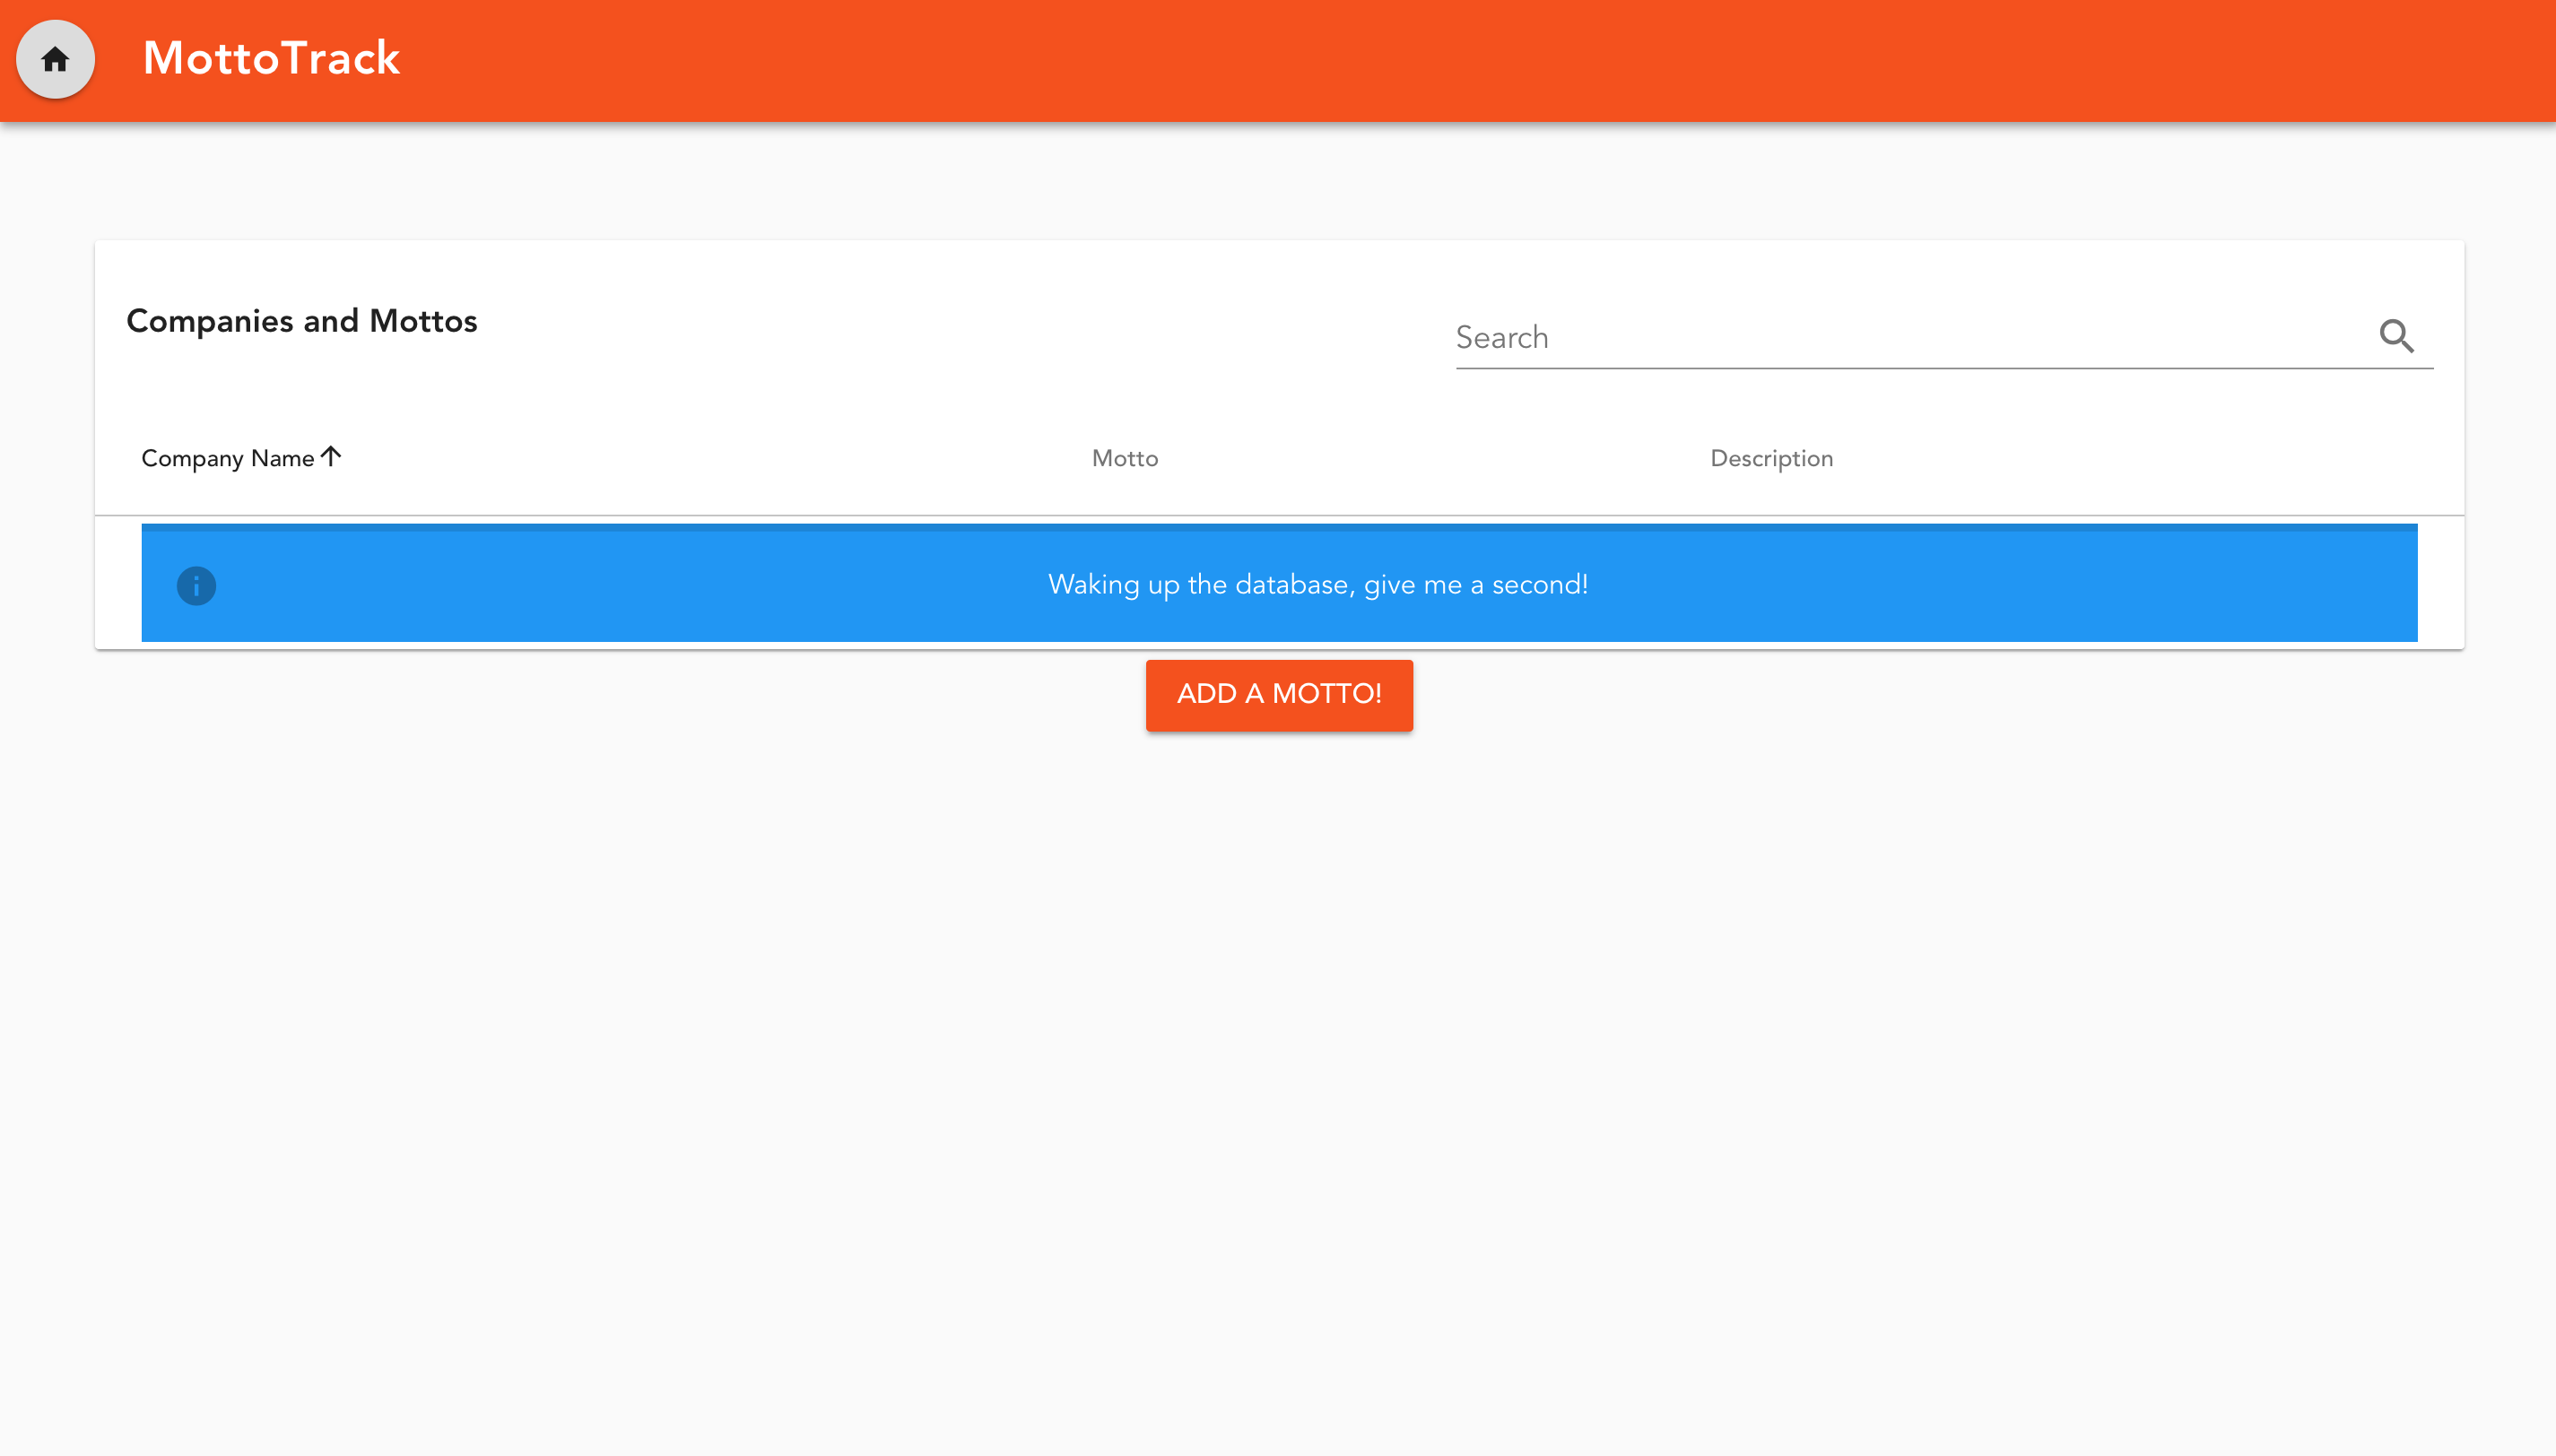 MottoTrack
Companies and Mottos
Search
Company Name Motto Description
Waking up the database, give me a second!
ADD A MOTTO!